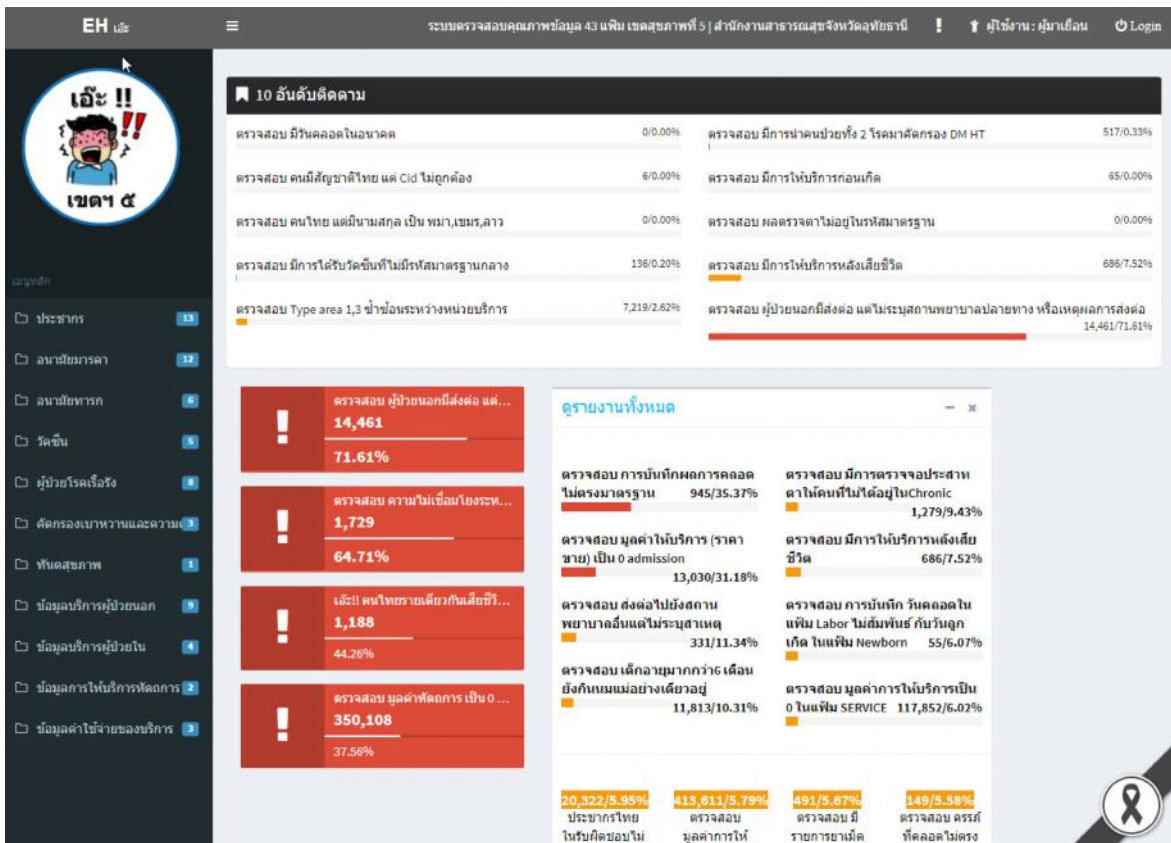 EH เอ๊ะ
ระบบตรวจสอบคุณภาพข้อมูล 43 แฟ้ม เขตสุขภาพที่ 5 | สำนักงานสาธารณสุขจังหวัดอุทัยธานี ! ผู้ใช้งาน : ผู้มาเยือน Login
เอ๊ะ !!
!!
เขตฯ ๕
เมนูหลัก
ประชากร 13
อนามัยมารดา 12
อนามัยทารก 6
วัคซีน 5
ผู้ป่วยโรคเรื้อรัง 8
คัดกรองเบาหวานและความ 3
ทันตสุขภาพ 1
ข้อมูลบริการผู้ป่วยนอก 9
ข้อมูลบริการผู้ป่วยใน 4
ข้อมูลการให้บริการหัตถการ 2
ข้อมูลค่าใช้จ่ายของบริการ 3
10 อันดับติดตาม
ตรวจสอบ มีวันคลอดในอนาคต 0/0.00%
ตรวจสอบ คนมีสัญชาติไทย แต่ Cid ไม่ถูกต้อง 6/0.00%
ตรวจสอบ คนไทย แต่มีนามสกุล เป็น พม่า,เขมร,ลาว 0/0.00%
ตรวจสอบ มีการได้รับวัคซีนที่ไม่มีรหัสมาตรฐานกลาง 136/0.20%
ตรวจสอบ Type area 1,3 ซ้ำซ้อนระหว่างหน่วยบริการ 7,219/2.62%
ตรวจสอบ มีการนำคนป่วยทั้ง 2 โรคมาคัดกรอง DM HT 517/0.33%
ตรวจสอบ มีการให้บริการก่อนเกิด 65/0.00%
ตรวจสอบ ผลตรวจตาไม่อยู่ในรหัสมาตรฐาน 0/0.00%
ตรวจสอบ มีการให้บริการหลังเสียชีวิต 686/7.52%
ตรวจสอบ ผู้ป่วยนอกมีส่งต่อ แต่ไม่ระบุสถานพยาบาลปลายทาง หรือเหตุผลการส่งต่อ
14,461/71.61%
! ตรวจสอบ ผู้ป่วยนอกมีส่งต่อ แต่...
14,461
71.61%
! ตรวจสอบ ความไม่เชื่อมโยงระห...
1,729
64.71%
! เอ๊ะ!! คนไทยรายเดียวกันเสียชีวิ...
1,188
44.26%
! ตรวจสอบ มูลค่าหัตถการ เป็น 0 ...
350,108
37.56%
ดูรายงานทั้งหมด
ตรวจสอบ การบันทึกผลการคลอด
ไม่ตรงมาตรฐาน 945/35.37%
ตรวจสอบ มูลค่าให้บริการ (ราคา
ขาย) เป็น 0 admission
13,030/31.18%
ตรวจสอบ ส่งต่อไปยังสถาน
พยาบาลอื่นแต่ไม่ระบุสาเหตุ
331/11.34%
ตรวจสอบ เด็กอายุมากกว่า6 เดือน
ยังกินนมแม่อย่างเดียวอยู่
11,813/10.31%
ตรวจสอบ มีการตรวจจอประสาท
ตาให้คนที่ไม่ได้อยู่ในChronic
1,279/9.43%
ตรวจสอบ มีการให้บริการหลังเสีย
ชีวิต 686/7.52%
ตรวจสอบ การบันทึก วันคลอดใน
แฟ้ม Labor ไม่สัมพันธ์ กับวันถูก
เกิด ในแฟ้ม Newborn 55/6.07%
ตรวจสอบ มูลค่าการให้บริการเป็น
0 ในแฟ้ม SERVICE 117,852/6.02%
20,322/5.95%
ประชากรไทย
ในรับผิดชอบไม่
413,611/5.79%
ตรวจสอบ
มูลค่าการให้
491/5.67%
ตรวจสอบ มี
รายการยาเม็ด
149/5.58%
ตรวจสอบ ครรภ์
ที่คลอดไม่ตรง